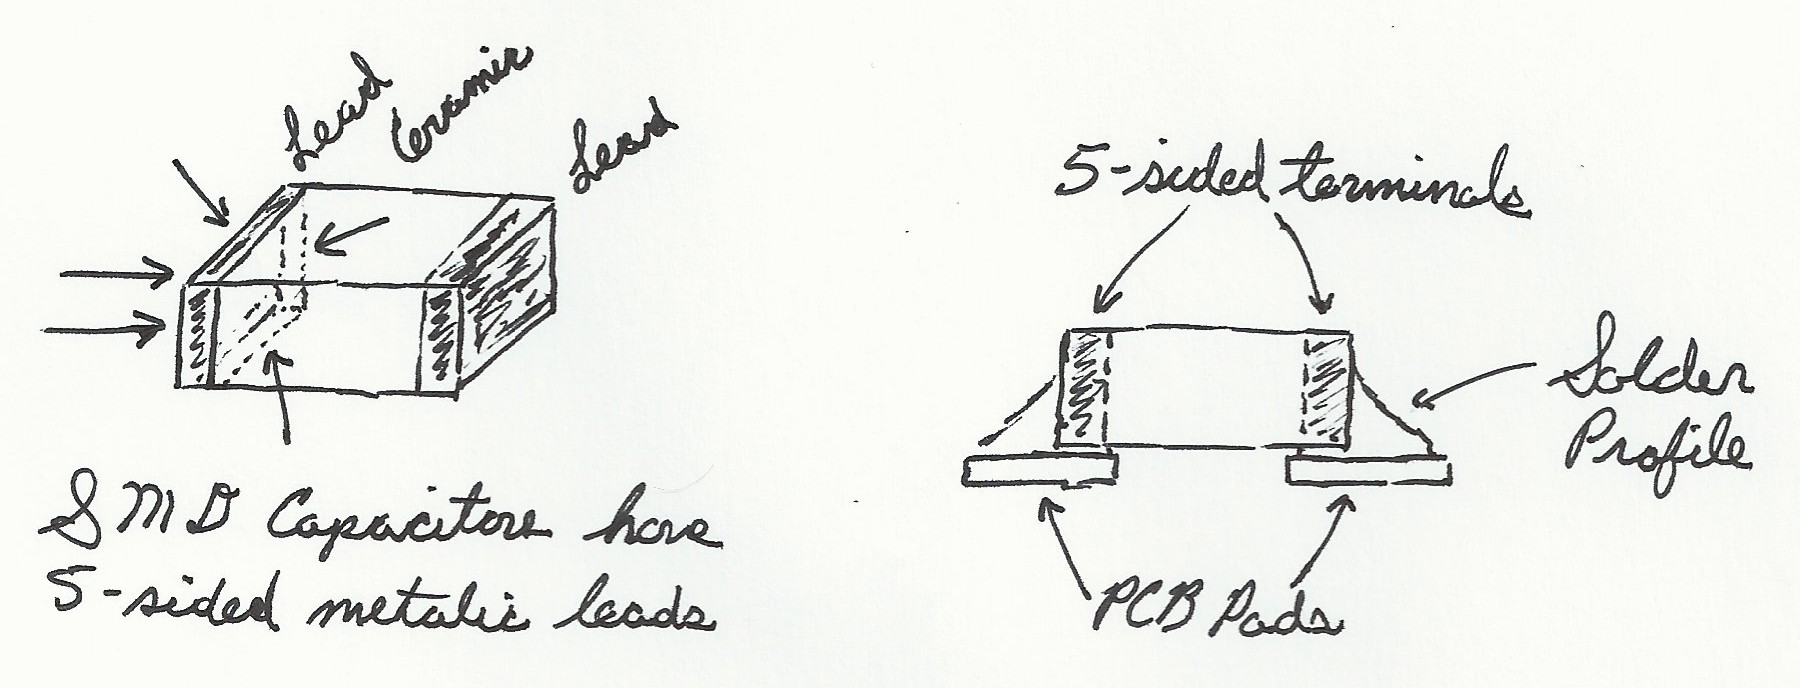 Lead
Ceramic
Lead
SMD Capacitors have
5-sided metalic leads
5-sided terminals
Solder
Profile
PCB Pads